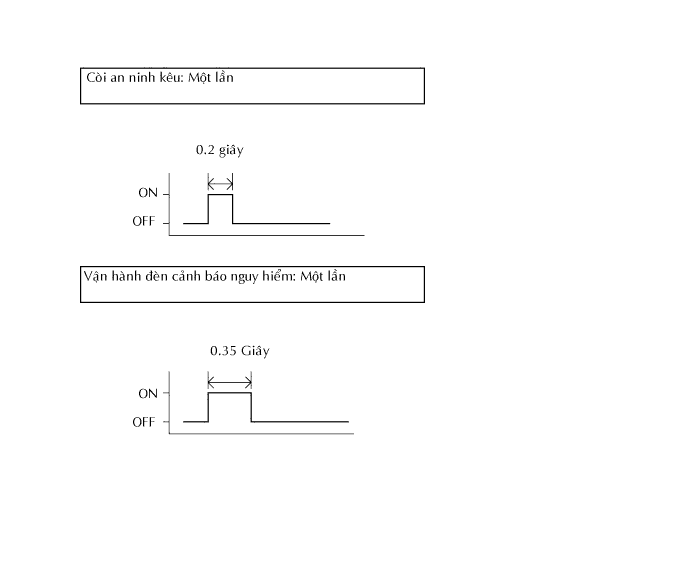 Còi an ninh kêu: Một lần
0.2 giây
ON
OFF
Vận hành đèn cảnh báo nguy hiểm: Một lần
0.35 Giây
ON
OFF